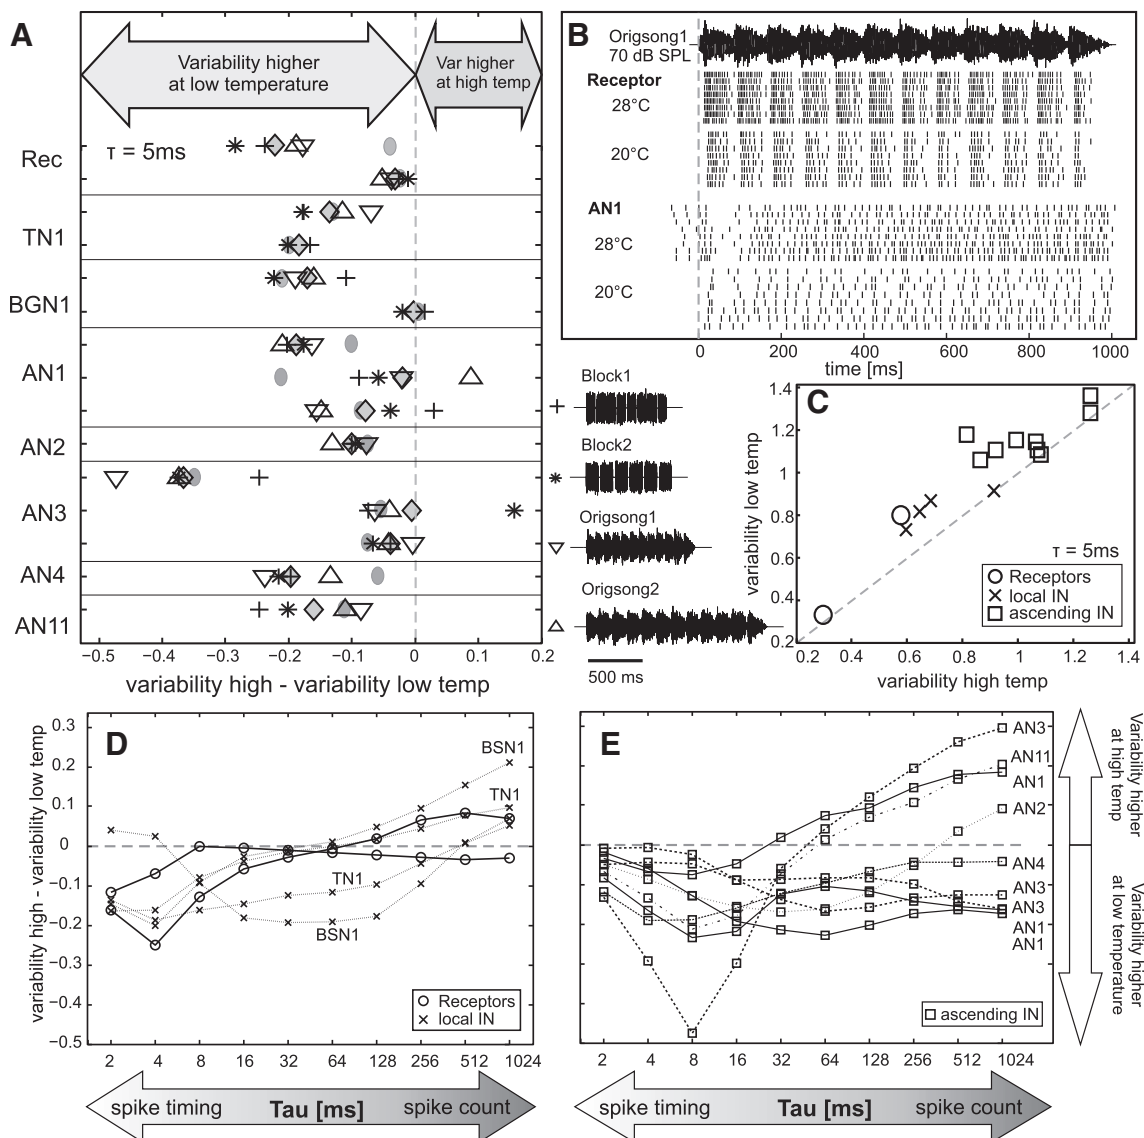 A
Variability higher
at low temperature
Var higher
at high temp
τ = 5ms
Rec
TN1
BGN1
AN1
AN2
AN3
AN4
AN11
−0.5 −0.4 −0.3 −0.2 −0.1 0 0.1 0.2
variability high - variability low temp
B
Origsong1
70 dB SPL
Receptor
28°C
20°C
AN1
28°C
20°C
0 200 400 600 800 1000
time [ms]
Block1
Block2
Origsong1
Origsong2
500 ms
C
1.4
1.2
1
0.8
0.6
0.4
0.2
variability low temp
τ = 5ms
Receptors
local IN
ascending IN
0.2 0.4 0.6 0.8 1 1.2 1.4
variability high temp
D
0.3
0.2
0.1
0
−0.1
−0.2
−0.3
−0.4
−0.5
variability high - variability low temp
BSN1
TN1
TN1
BSN1
Receptors
local IN
2 4 8 16 32 64 128 256 512 1024
spike timing Tau [ms] spike count
E
AN3
AN11
AN1
AN2
AN4
AN3
AN3
AN1
AN1
ascending IN
2 4 8 16 32 64 128 256 512 1024
spike timing Tau [ms] spike count
Variability higher
at high temp
Variability higher
at low temperature